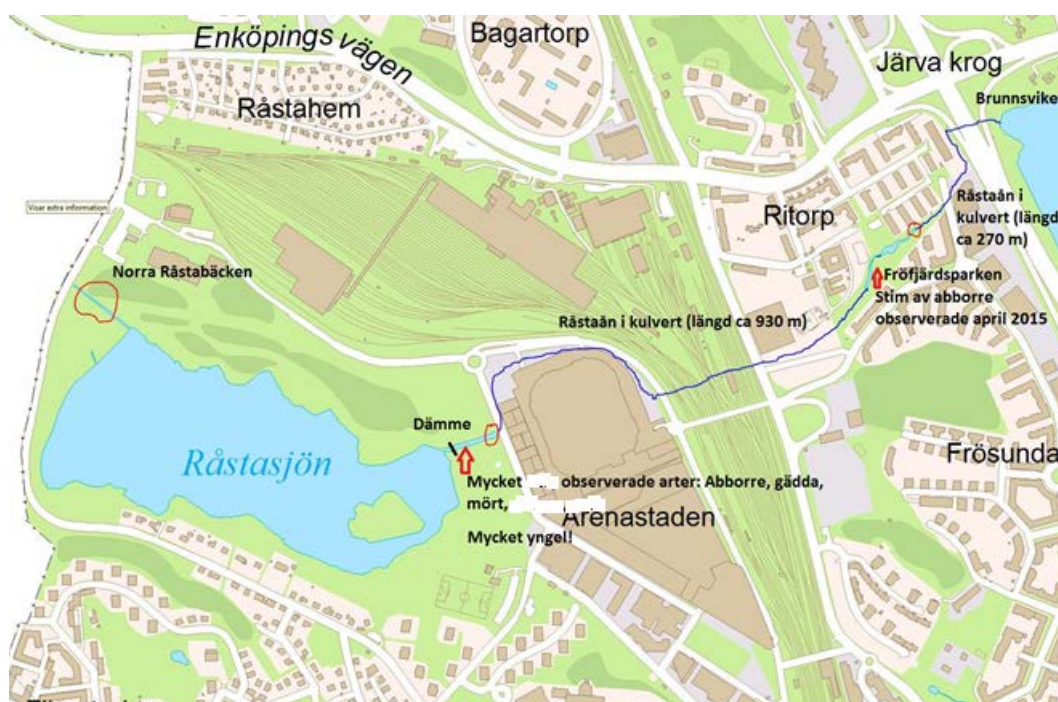 Enköpings vägen
Bagartorp
Järva krog
Råstahem
Brunnsvike
Visar extra information
Råstaån i
kulvert (längd
ca 270 m)
Ritorp
Norra Råstabäcken
Fröfjärdsparken
Stim av abborre
observerade april 2015
Råstaån i kulvert (längd ca 930 m)
Dämme
Råstasjön
Frösunda
Mycket observerade arter: Abborre, gädda,
mört,
Arenastaden
Mycket yngel!